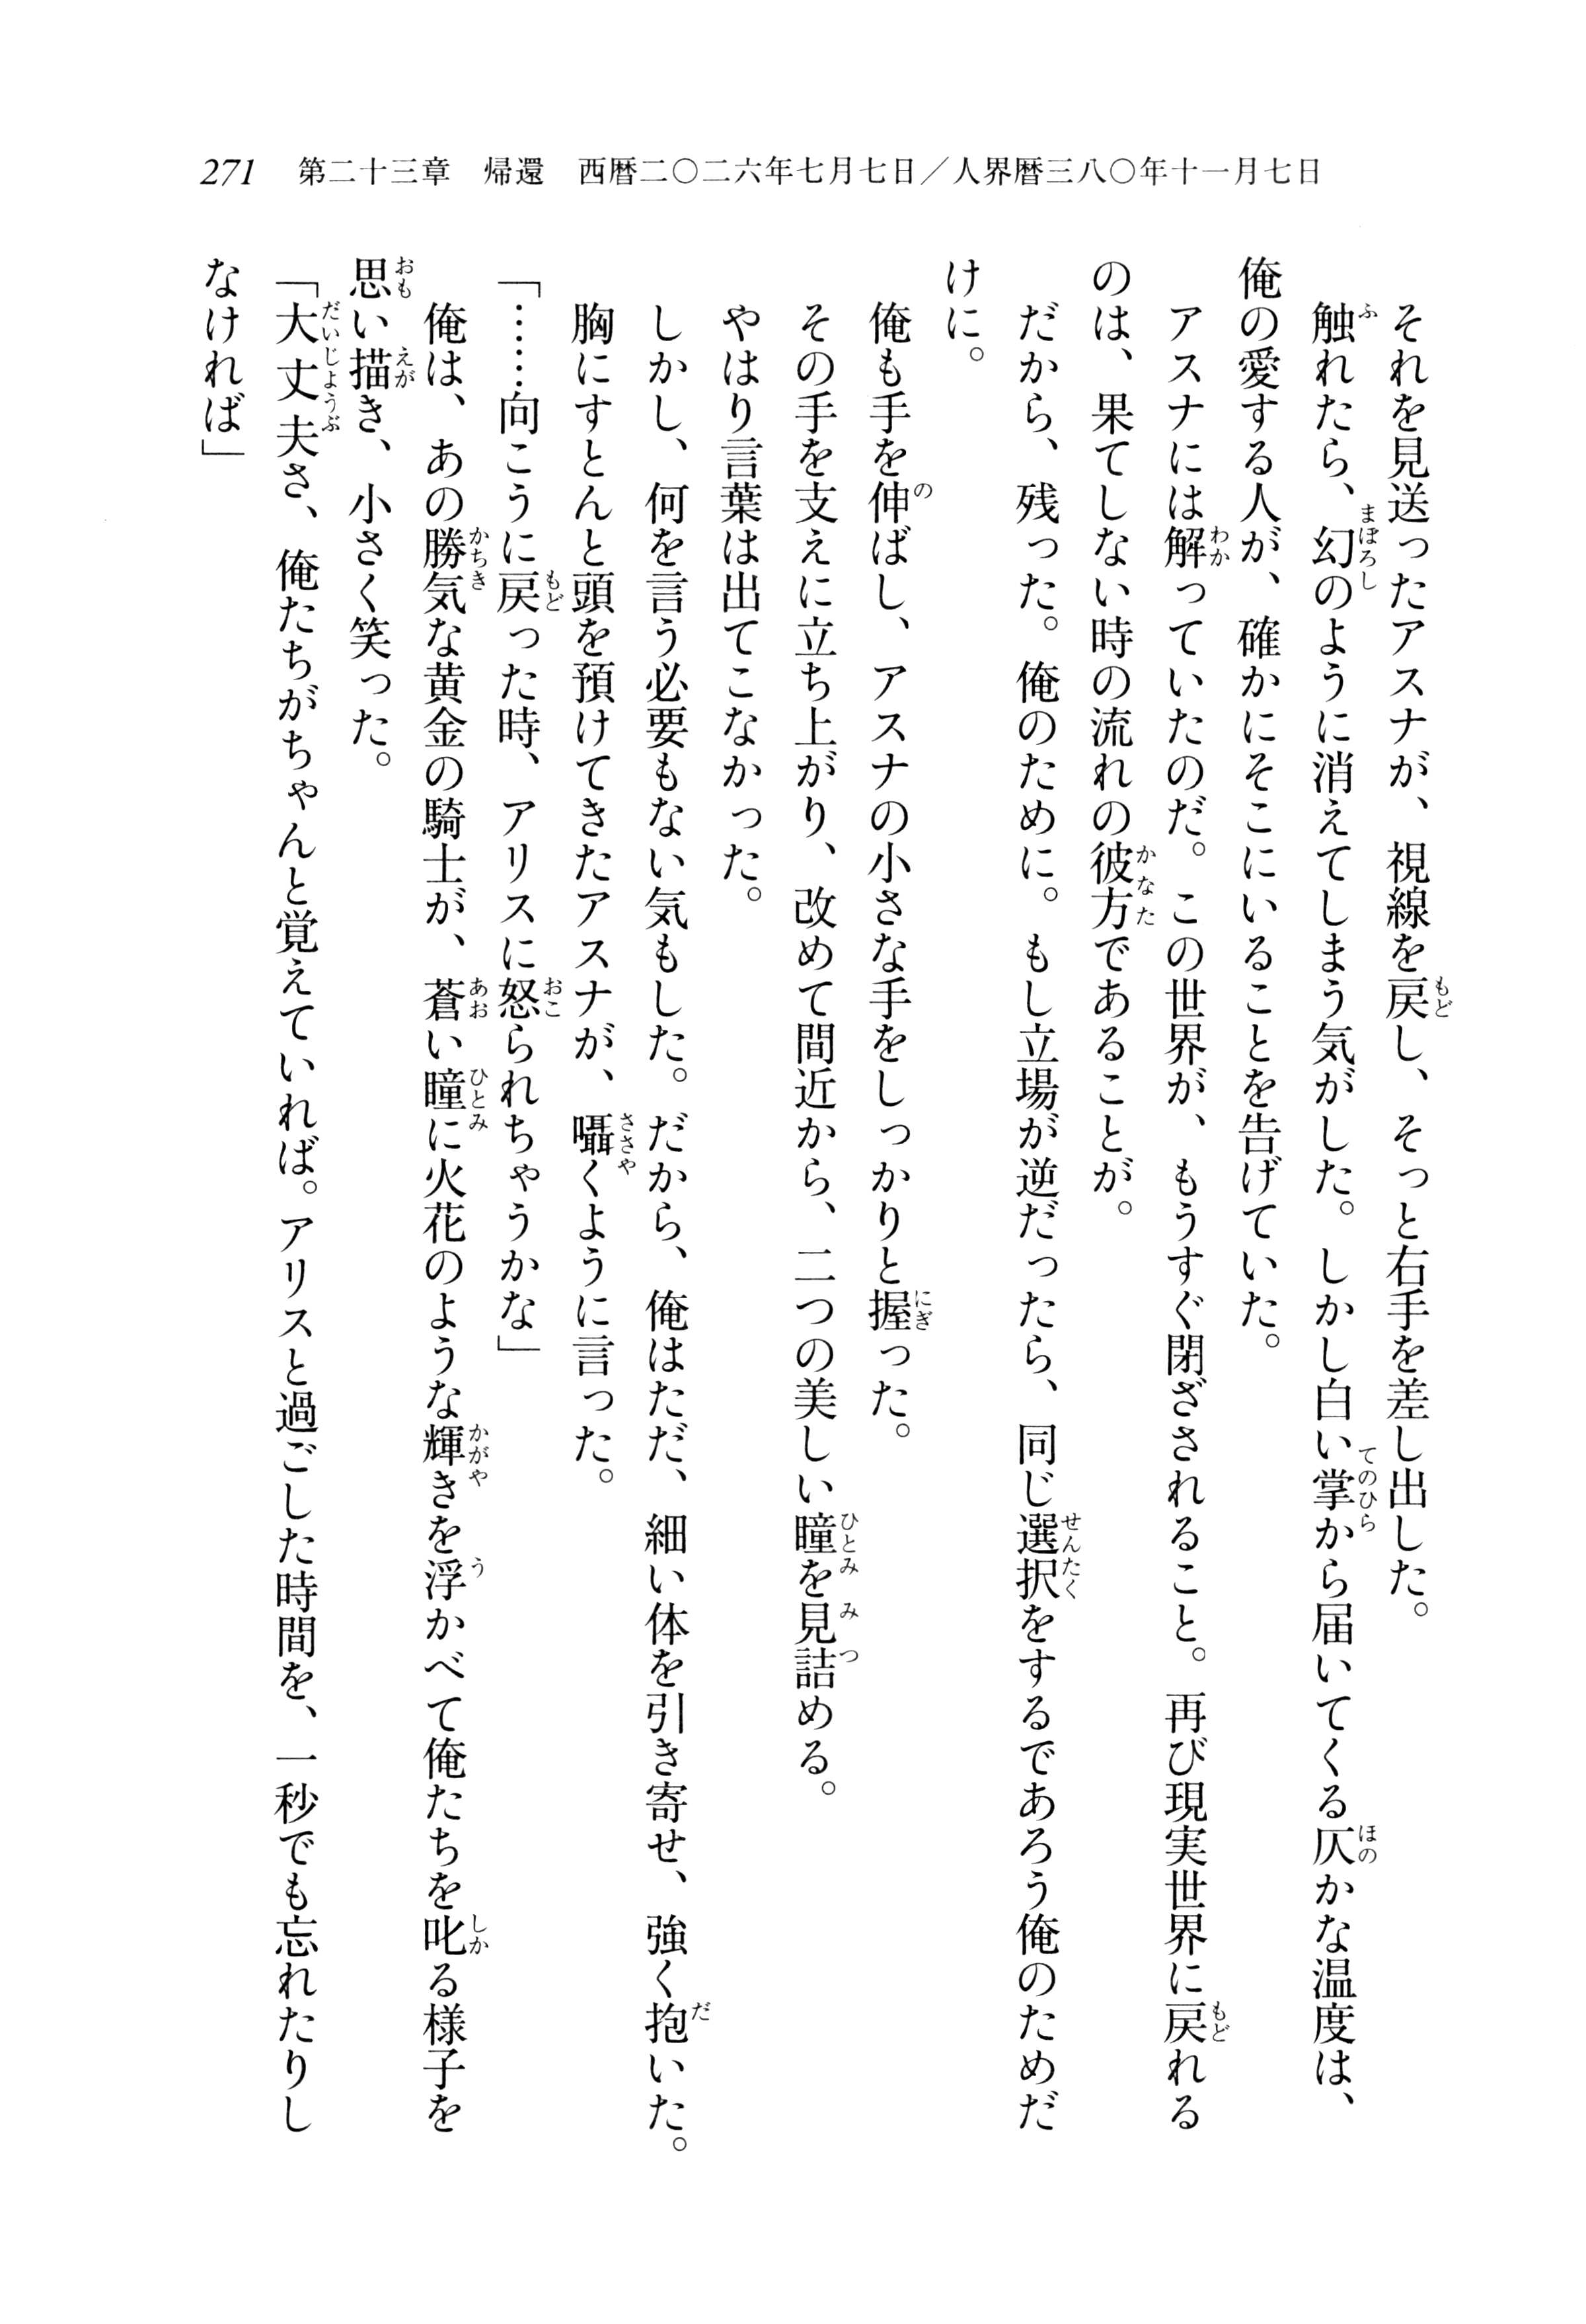 271 第二十三章 帰還 西暦二〇二六年七月七日／人界暦三八〇年十一月七日
それを見送ったアスナが、視線を戻し、そっと右手を差し出した。
触れたら、幻のように消えてしまう気がした。しかし白い掌から届いてくる仄かな温度は、
俺の愛する人が、確かにそこにいることを告げていた。
アスナには解っていたのだ。この世界が、もうすぐ閉ざされること。再び現実世界に戻れる
のは、果てしない時の流れの彼方であることが。
だから、残った。俺のために。もし立場が逆だったら、同じ選択をするであろう俺のためだ
けに。
俺も手を伸ばし、アスナの小さな手をしっかりと握った。
その手を支えに立ち上がり、改めて間近から、二つの美しい瞳を見詰める。
やはり言葉は出てこなかった。
しかし、何を言う必要もない気もした。だから、俺はただ、細い体を引き寄せ、強く抱いた。
胸にすとんと頭を預けてきたアスナが、囁くように言った。
「……向こうに戻った時、アリスに怒られちゃうかな」
俺は、あの勝気な黄金の騎士が、蒼い瞳に火花のような輝きを浮かべて俺たちを叱る様子を
思い描き、小さく笑った。
「大丈夫さ、俺たちがちゃんと覚えていれば。アリスと過ごした時間を、一秒でも忘れたりし
なければ」